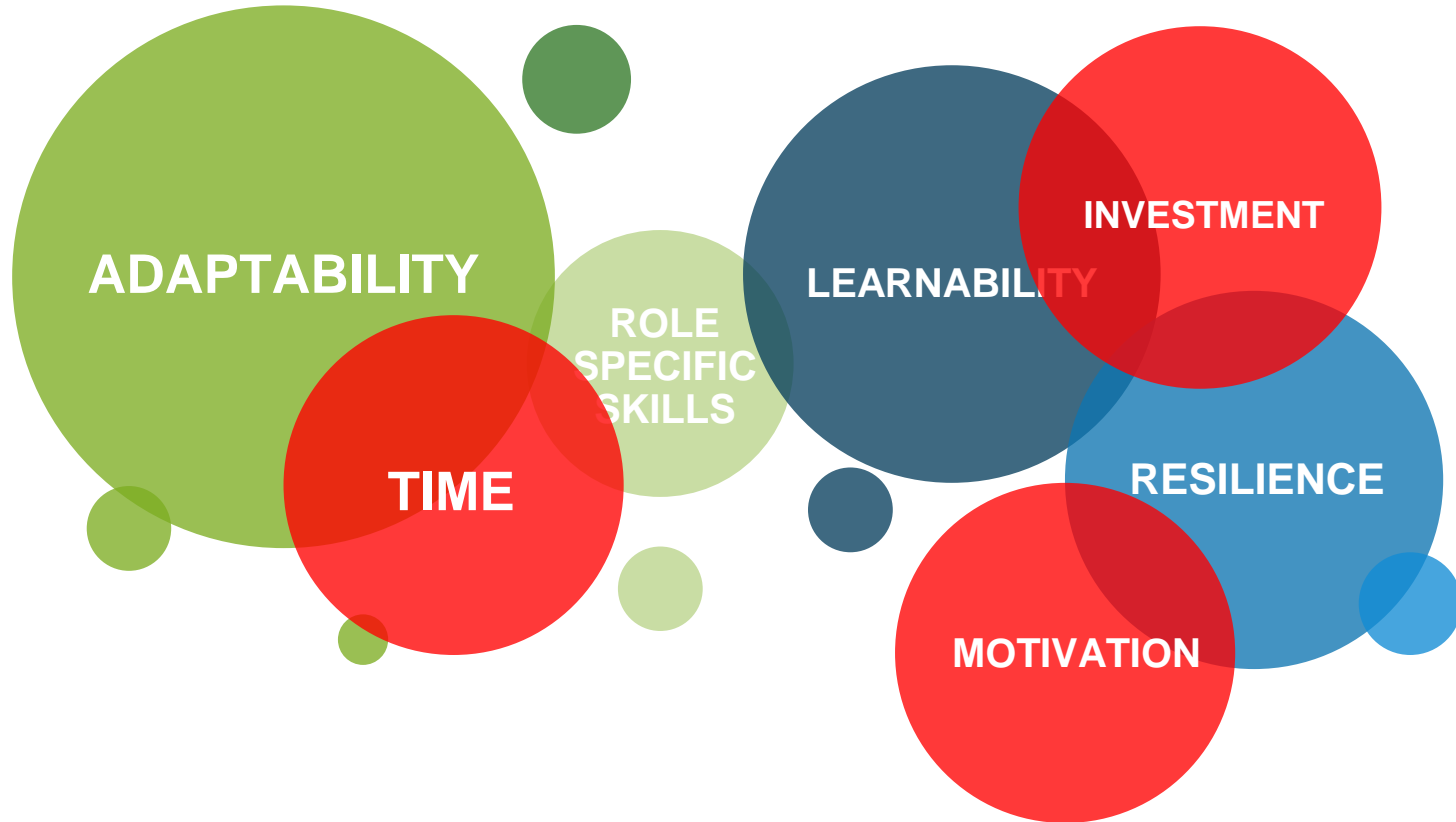 ADAPTABILITY
TIME
ROLE
SPECIFIC
SKILLS
LEARNABILITY
INVESTMENT
RESILIENCE
MOTIVATION